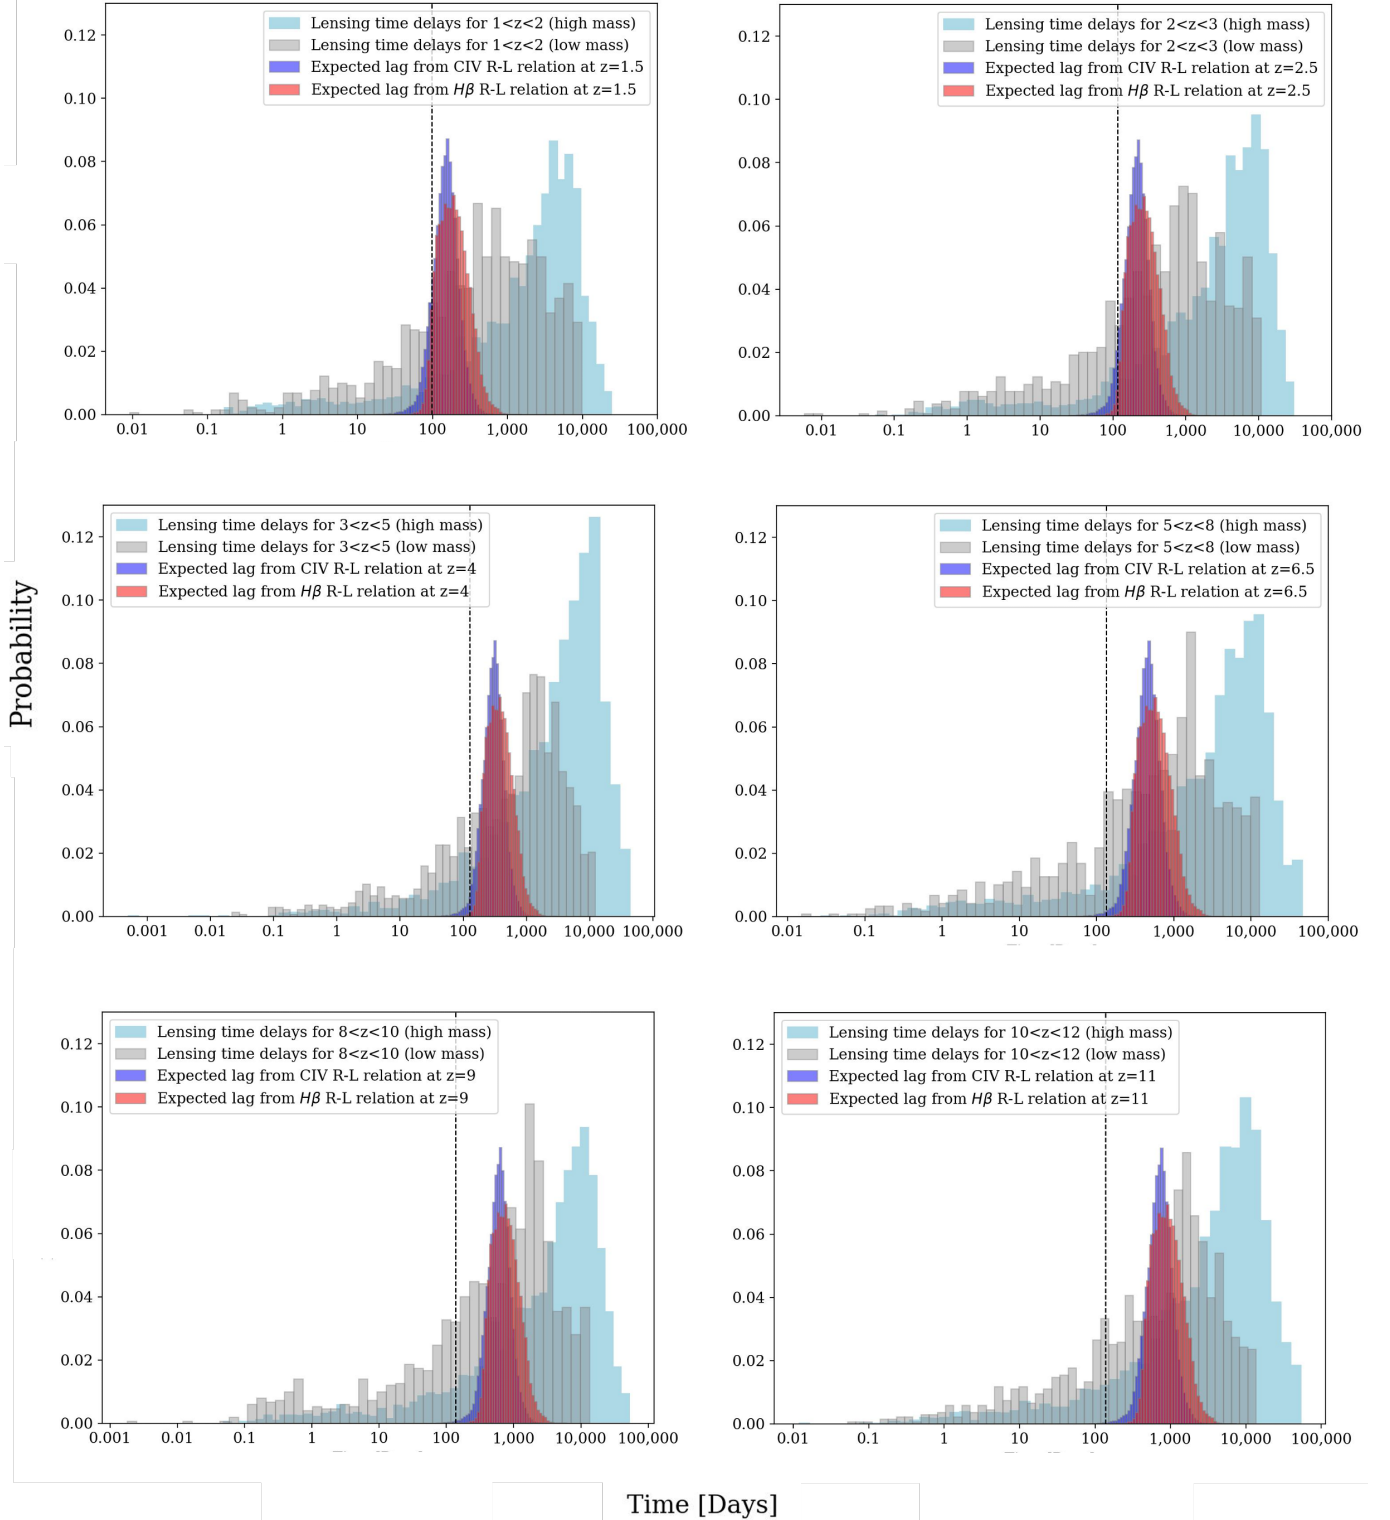 Lensing time delays for 1<z<2 (high mass)
Lensing time delays for 1<z<2 (low mass)
Expected lag from CIV R-L relation at z=1.5
Expected lag from Hβ R-L relation at z=1.5
0.12
0.10
0.08
0.06
0.04
0.02
0.00
0.01 0.1 1 10 100 1,000 10,000 100,000
Lensing time delays for 2<z<3 (high mass)
Lensing time delays for 2<z<3 (low mass)
Expected lag from CIV R-L relation at z=2.5
Expected lag from Hβ R-L relation at z=2.5
0.12
0.10
0.08
0.06
0.04
0.02
0.00
0.01 0.1 1 10 100 1,000 10,000 100,000
Probability
Lensing time delays for 3<z<5 (high mass)
Lensing time delays for 3<z<5 (low mass)
Expected lag from CIV R-L relation at z=4
Expected lag from Hβ R-L relation at z=4
0.12
0.10
0.08
0.06
0.04
0.02
0.00
0.001 0.01 0.1 1 10 100 1,000 10,000 100,000
Lensing time delays for 5<z<8 (high mass)
Lensing time delays for 5<z<8 (low mass)
Expected lag from CIV R-L relation at z=6.5
Expected lag from Hβ R-L relation at z=6.5
0.12
0.10
0.08
0.06
0.04
0.02
0.00
0.01 0.1 1 10 100 1,000 10,000 100,000
Lensing time delays for 8<z<10 (high mass)
Lensing time delays for 8<z<10 (low mass)
Expected lag from CIV R-L relation at z=9
Expected lag from Hβ R-L relation at z=9
0.12
0.10
0.08
0.06
0.04
0.02
0.00
0.001 0.01 0.1 1 10 100 1,000 10,000 100,000
Lensing time delays for 10<z<12 (high mass)
Lensing time delays for 10<z<12 (low mass)
Expected lag from CIV R-L relation at z=11
Expected lag from Hβ R-L relation at z=11
0.12
0.10
0.08
0.06
0.04
0.02
0.00
0.01 0.1 1 10 100 1,000 10,000 100,000
Time [Days]